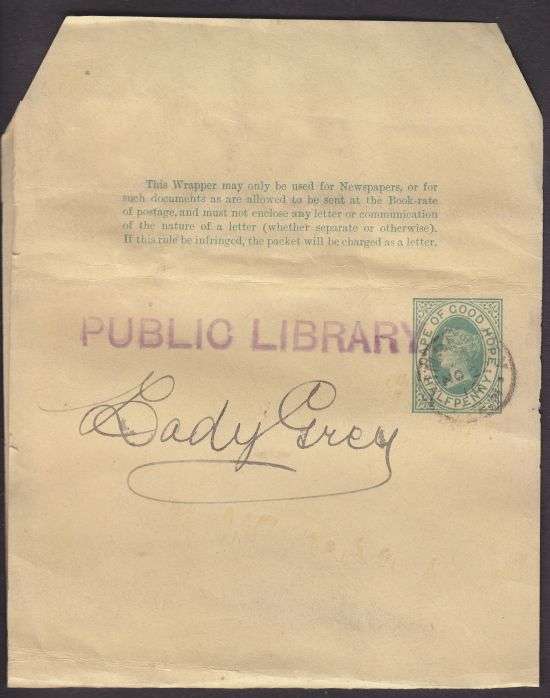 This Wrapper may only be used for Newspapers, or for
such documents as are allowed to be sent at the Book-rate
of postage, and must not enclose any letter or communication
of the nature of a letter (whether separate or otherwise).
If this rule be infringed, the packet will be charged as a letter.
PUBLIC LIBRARY
CAPE OF GOOD HOPE
HALFPENNY
Lady Grey